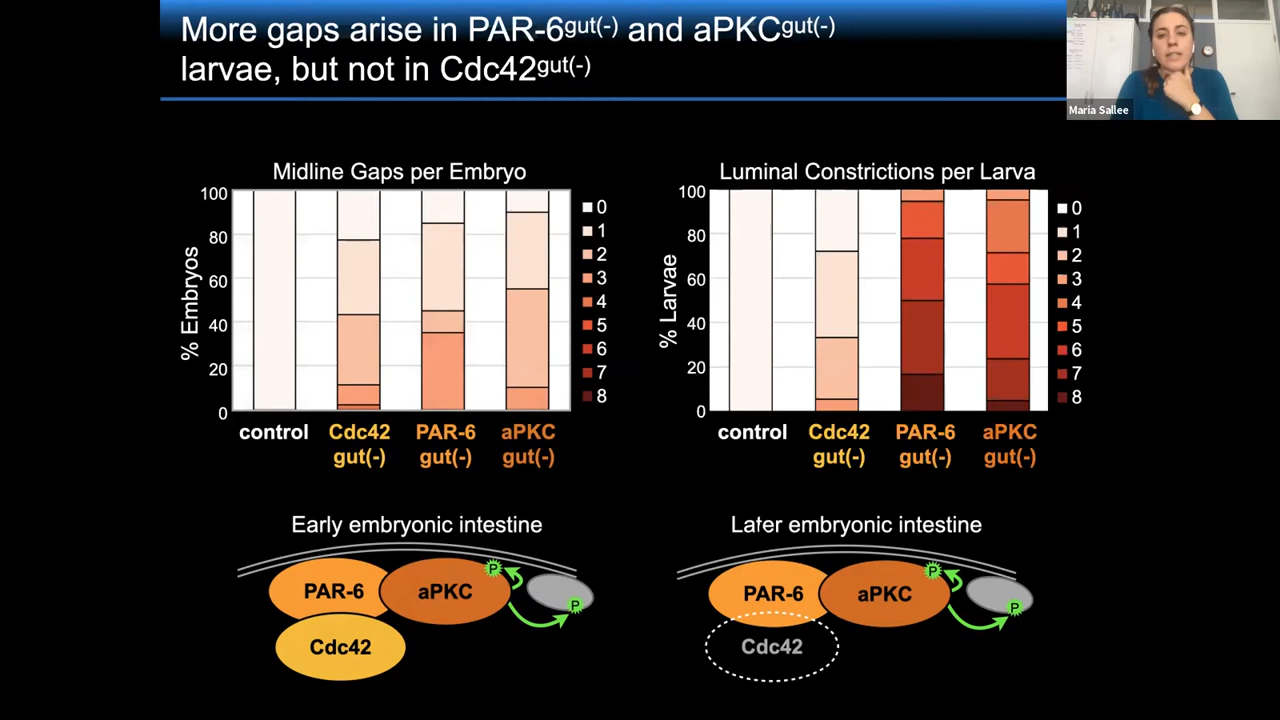 More gaps arise in PAR-6gut(-) and aPKCgut(-)
larvae, but not in Cdc42gut(-)
Maria Sallee
Midline Gaps per Embryo
% Embryos
100
80
60
40
20
0
0
1
2
3
4
5
6
7
8
control
Cdc42
gut(-)
PAR-6
gut(-)
aPKC
gut(-)
Luminal Constrictions per Larva
% Larvae
100
80
60
40
20
0
0
1
2
3
4
5
6
7
8
control
Cdc42
gut(-)
PAR-6
gut(-)
aPKC
gut(-)
Early embryonic intestine
PAR-6
aPKC
P
P
Cdc42
Later embryonic intestine
PAR-6
aPKC
P
P
Cdc42